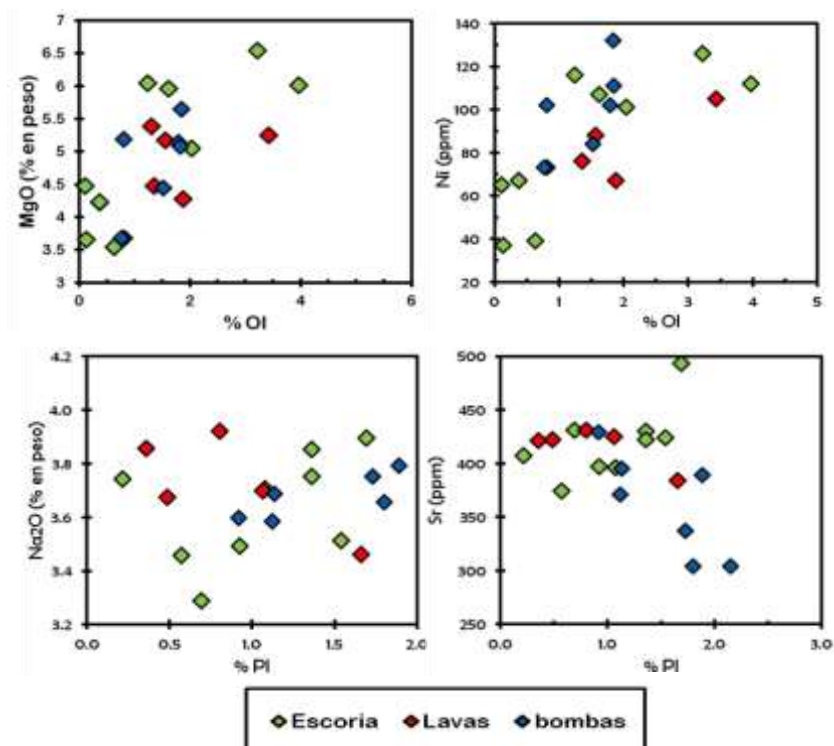 7
6.5
6
5.5
5
4.5
4
3.5
3
MgO (% en peso)
0 2 4 6
% Ol
140
120
100
80
60
40
20
Ni (ppm)
0 1 2 3 4 5
% Ol
4.2
4.0
3.8
3.6
3.4
3.2
Na2O (% en peso)
0.0 0.5 1.0 1.5 2.0
% Pl
500
450
400
350
300
250
Sr (ppm)
0.0 1.0 2.0 3.0
% Pl
Escoria Lavas bombas